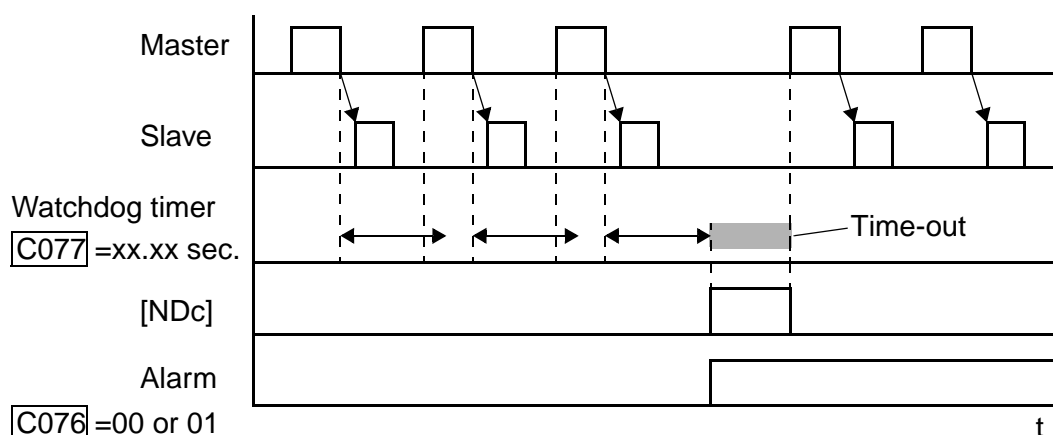 Master
Slave
Watchdog timer
C077 =xx.xx sec.
Time-out
[NDc]
Alarm
C076 =00 or 01
t